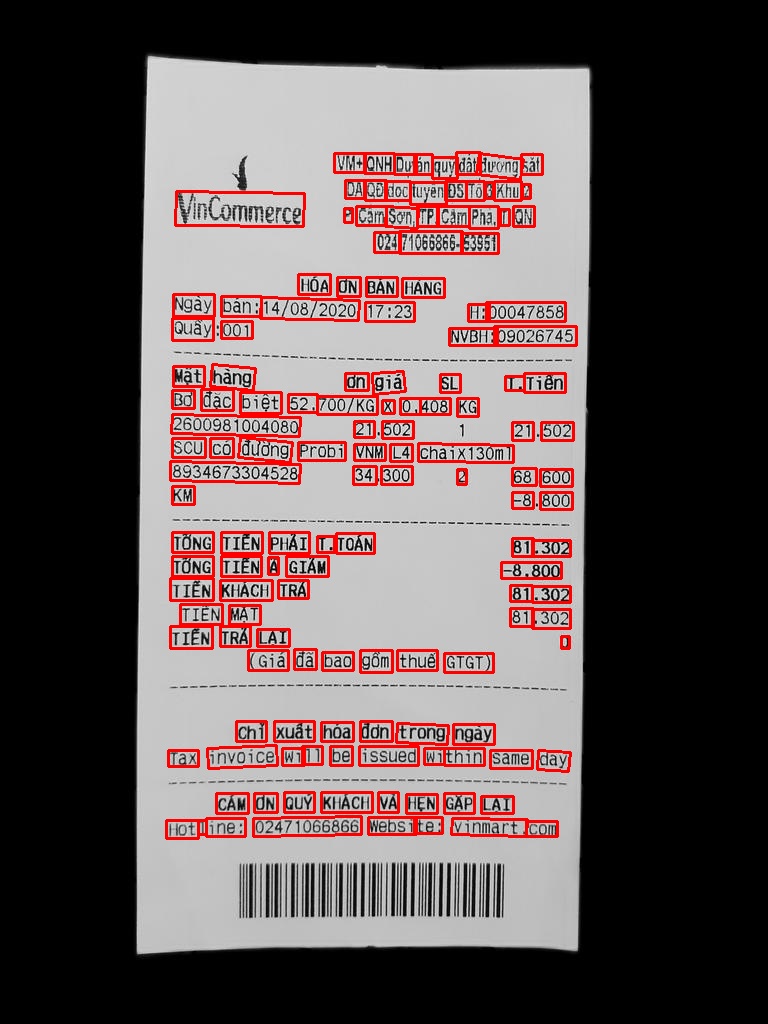 VM+ QNH Dự án quỹ đất đường sắt
DA QĐ dọc tuyến ĐS Tổ 3 Khu 2
P Cẩm Sơn, TP Cẩm Phả, T QN
024 71066866- 53951
VinCommerce
HÓA ĐƠN BÁN HÀNG
Ngày bán:14/08/2020 17:23 HĐ:00047858
Quầy:001 NVBH:09026745
Mặt hàng Đơn giá SL T.Tiền
Bơ đặc biệt 52.700/KG x 0,408 KG
2600981004080 21.502 1 21.502
SCU có đường Probi VNM L4 chaix130ml
8934673304528 34.300 2 68.600
KM -8.800
TỔNG TIỀN PHẢI T.TOÁN 81.302
TỔNG TIỀN ĐÃ GIẢM -8.800
TIỀN KHÁCH TRẢ 81.302
TIỀN MẶT 81.302
TIỀN TRẢ LẠI 0
(Giá đã bao gồm thuế GTGT)
Chỉ xuất hóa đơn trong ngày
Tax invoice will be issued within same day
CẢM ƠN QUÝ KHÁCH VÀ HẸN GẶP LẠI
Hotline: 02471066866 Website: vinmart.com